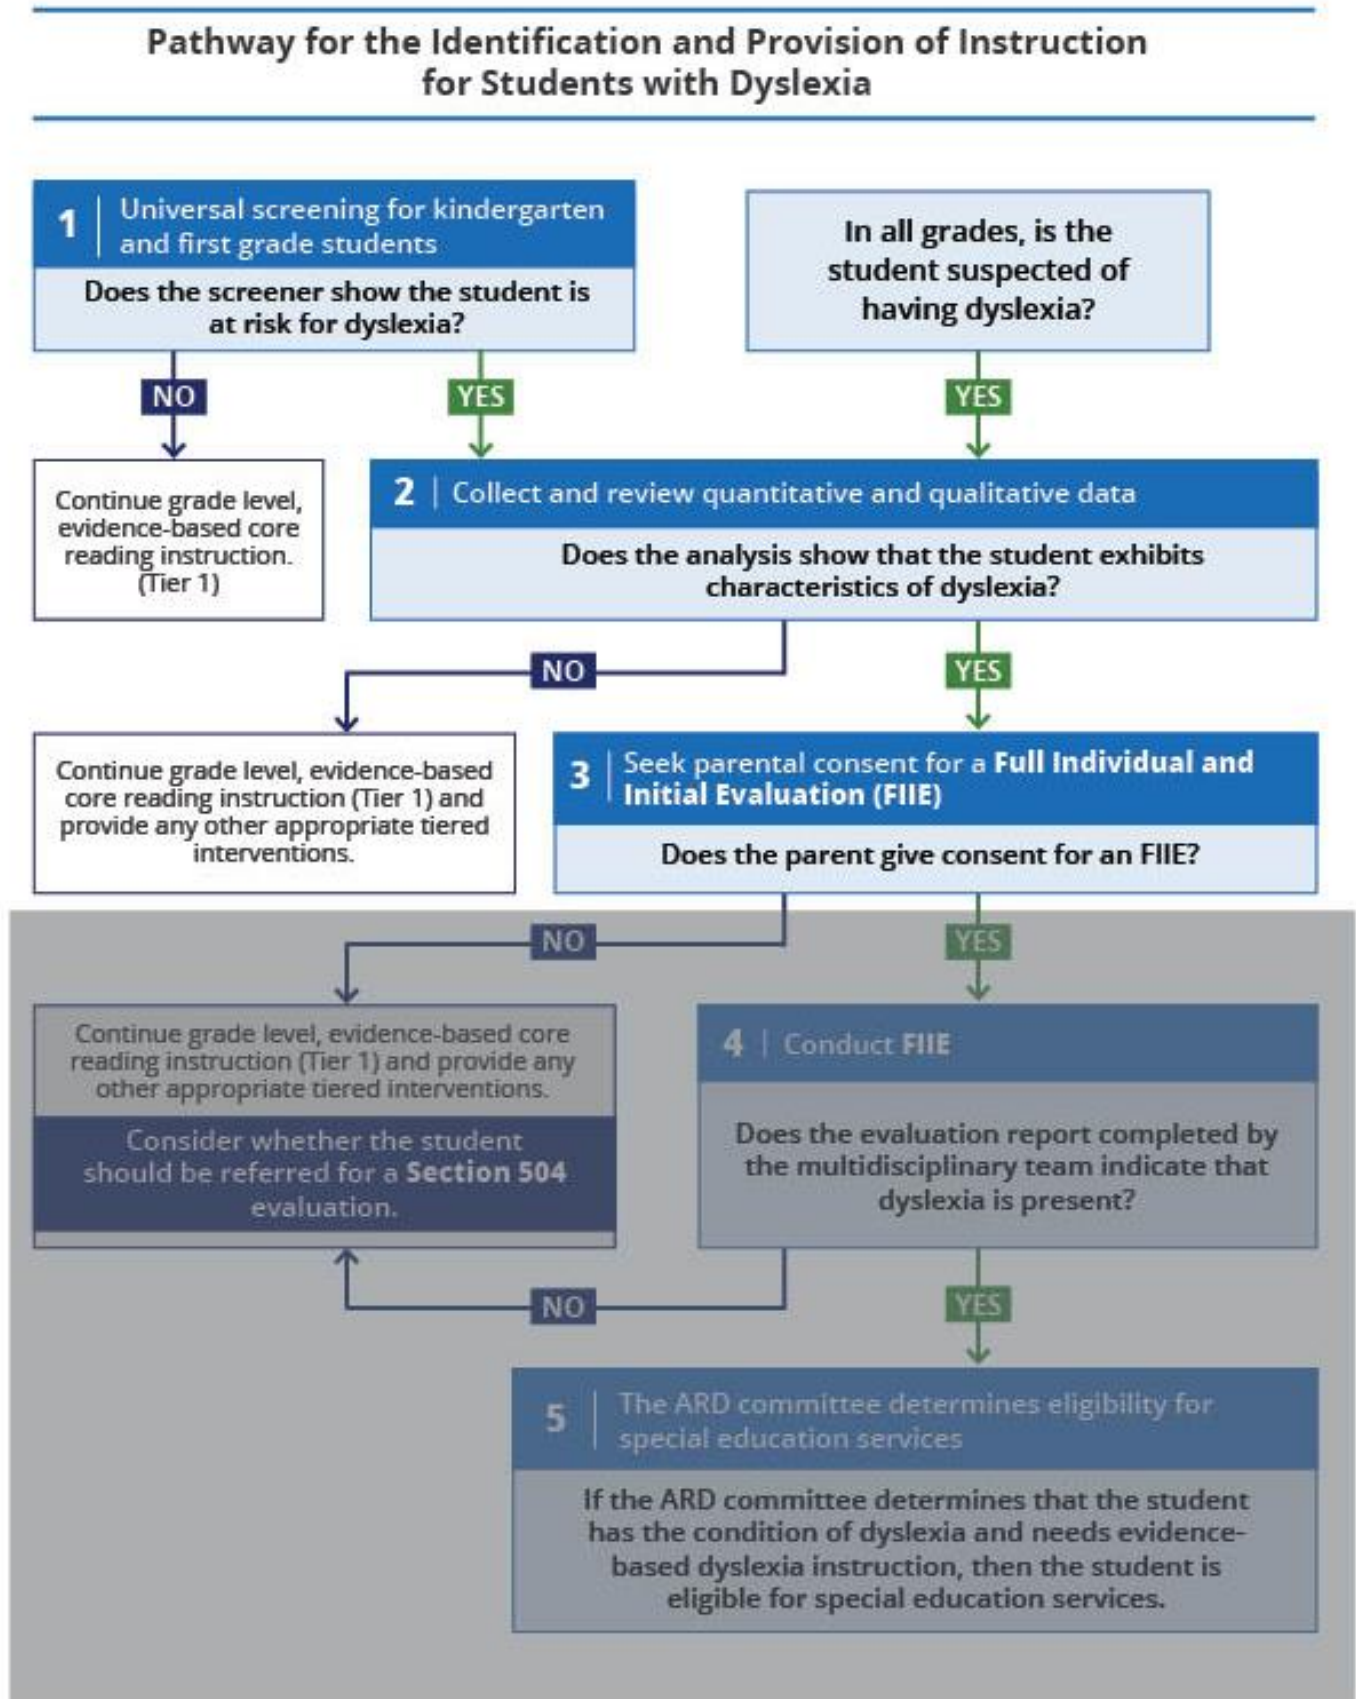 Pathway for the Identification and Provision of Instruction
for Students with Dyslexia
1
Universal screening for kindergarten
and first grade students
Does the screener show the student is
at risk for dyslexia?
In all grades, is the
student suspected of
having dyslexia?
NO
YES
YES
Continue grade level,
evidence-based core
reading instruction.
(Tier 1)
2
Collect and review quantitative and qualitative data
Does the analysis show that the student exhibits
characteristics of dyslexia?
NO
YES
Continue grade level, evidence-based
core reading instruction (Tier 1) and
provide any other appropriate tiered
interventions.
3
Seek parental consent for a Full Individual and
Initial Evaluation (FIIE)
Does the parent give consent for an FIIE?
NO
YES
Continue grade level, evidence-based core
reading instruction (Tier 1) and provide any
other appropriate tiered interventions.
Consider whether the student
should be referred for a Section 504
evaluation.
4
Conduct FIIE
Does the evaluation report completed by
the multidisciplinary team indicate that
dyslexia is present?
NO
YES
5
The ARD committee determines eligibility for
special education services
If the ARD committee determines that the student
has the condition of dyslexia and needs evidence-
based dyslexia instruction, then the student is
eligible for special education services.